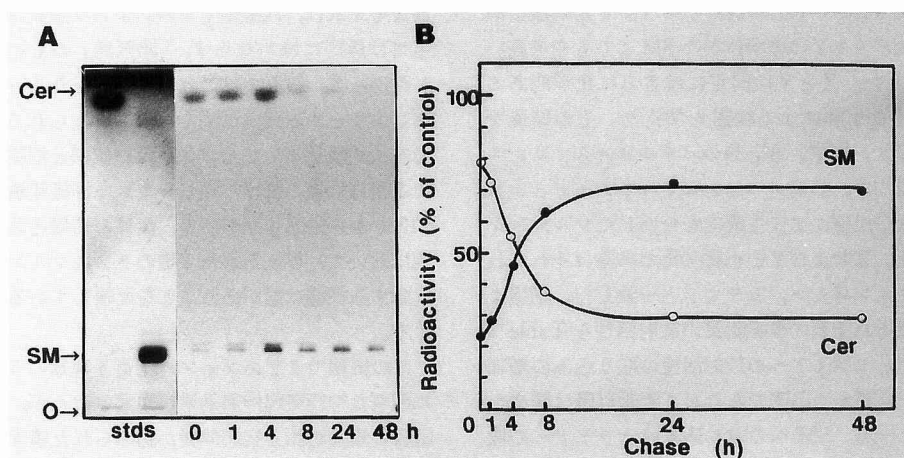 A
Cer→
SM→
O→
stds 0 1 4 8 24 48 h
B
Radioactivity (% of control)
100
50
0 1 4 8 24 48
Chase (h)
SM
Cer